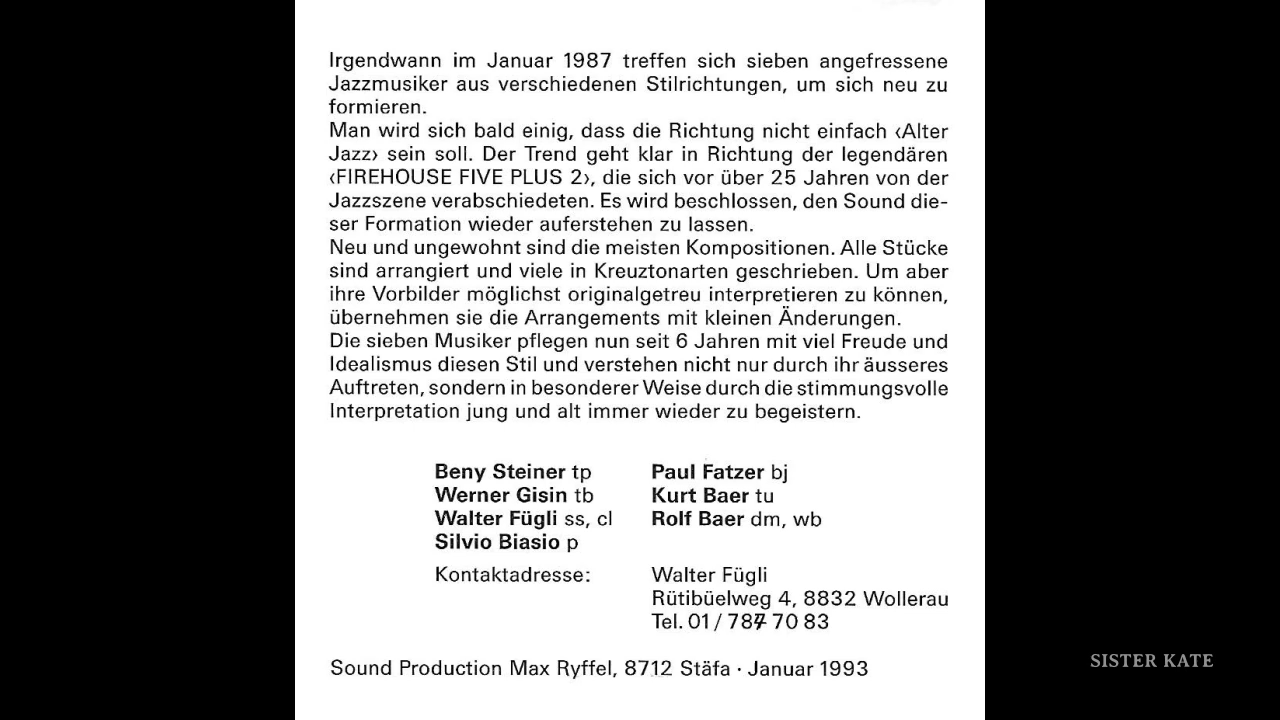 Irgendwann im Januar 1987 treffen sich sieben angefressene
Jazzmusiker aus verschiedenen Stilrichtungen, um sich neu zu
formieren.
Man wird sich bald einig, dass die Richtung nicht einfach ‹Alter
Jazz› sein soll. Der Trend geht klar in Richtung der legendären
‹FIREHOUSE FIVE PLUS 2›, die sich vor über 25 Jahren von der
Jazzszene verabschiedeten. Es wird beschlossen, den Sound die-
ser Formation wieder auferstehen zu lassen.
Neu und ungewohnt sind die meisten Kompositionen. Alle Stücke
sind arrangiert und viele in Kreuztonarten geschrieben. Um aber
ihre Vorbilder möglichst originalgetreu interpretieren zu können,
übernehmen sie die Arrangements mit kleinen Änderungen.
Die sieben Musiker pflegen nun seit 6 Jahren mit viel Freude und
Idealismus diesen Stil und verstehen nicht nur durch ihr äusseres
Auftreten, sondern in besonderer Weise durch die stimmungsvolle
Interpretation jung und alt immer wieder zu begeistern.
Beny Steiner tp
Werner Gisin tb
Walter Fügli ss, cl
Silvio Biasio p
Paul Fatzer bj
Kurt Baer tu
Rolf Baer dm, wb
Kontaktadresse: Walter Fügli
Rütibüelweg 4, 8832 Wollerau
Tel. 01 / 70 83
Sound Production Max Ryffel, 8712 Stäfa · Januar 1993
SISTER KATE